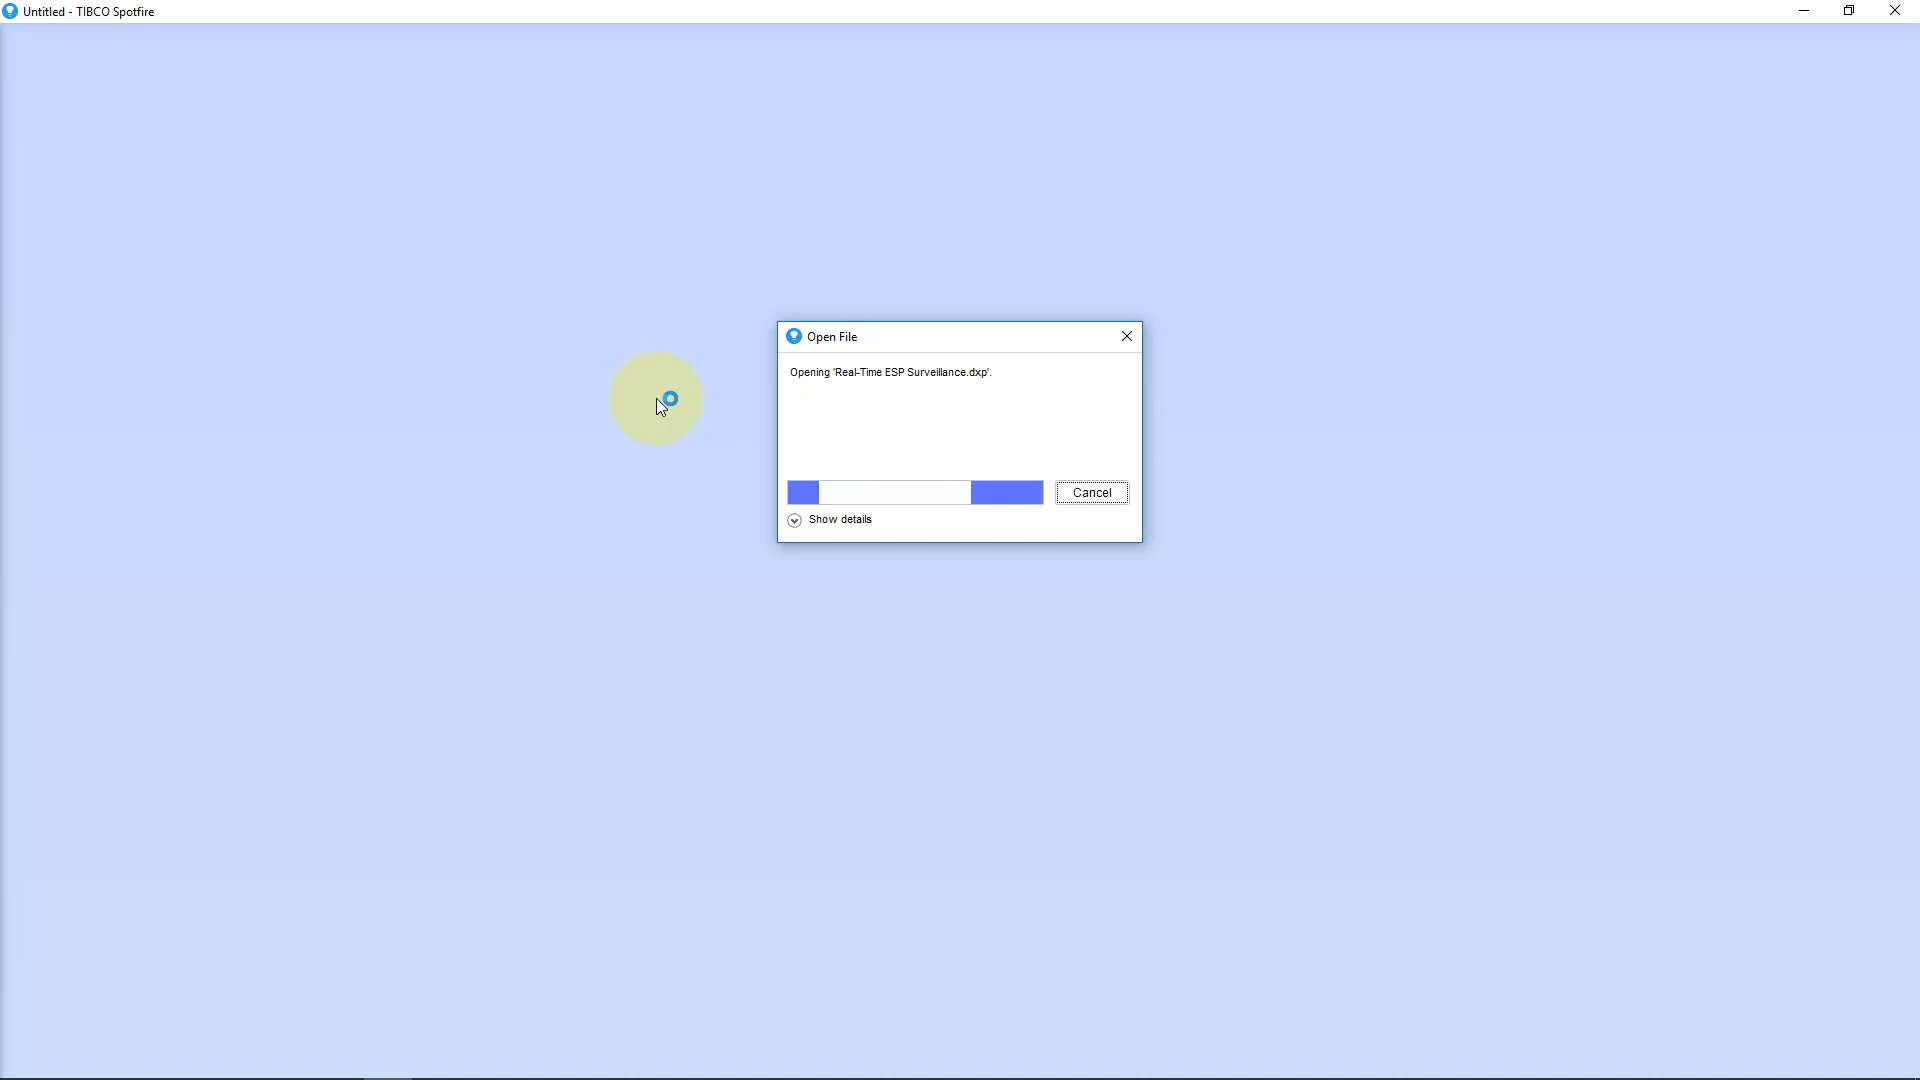 Untitled - TIBCO Spotfire
Open File
Opening 'Real-Time ESP Surveillance.dxp'.
Cancel
Show details